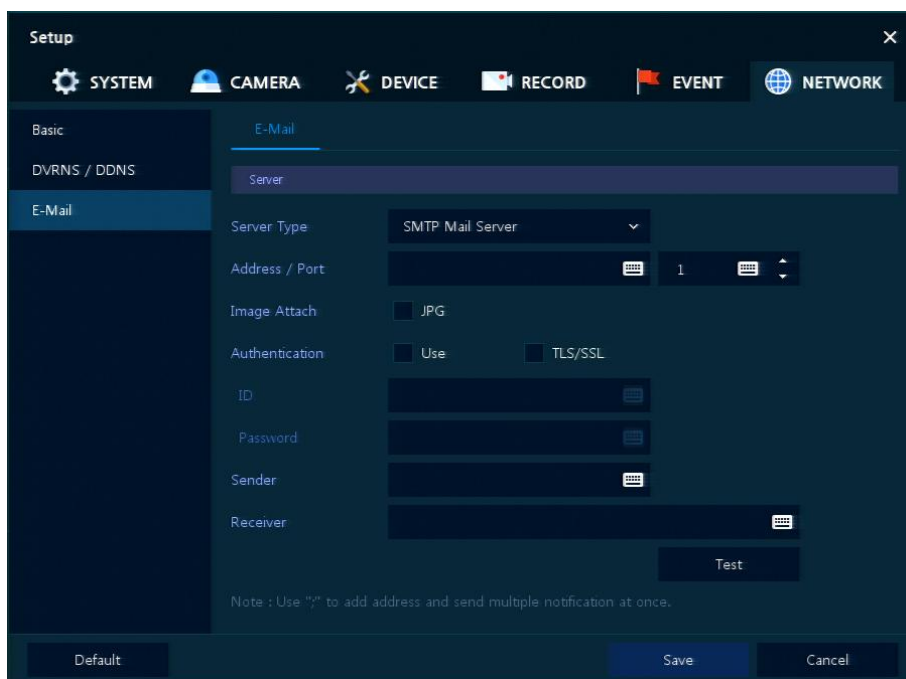 Setup
SYSTEM CAMERA DEVICE RECORD EVENT NETWORK
Basic
E-Mail
DVRNS / DDNS
Server
E-Mail
Server Type SMTP Mail Server
Address / Port 1
Image Attach JPG
Authentication Use TLS/SSL
ID
Password
Sender
Receiver
Test
Note : Use ";" to add address and send multiple notification at once.
Default Save Cancel